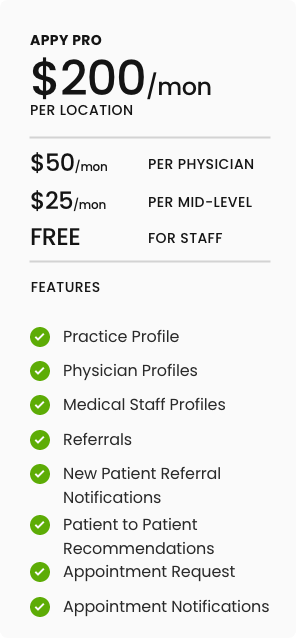 APPY PRO
$200/mon
PER LOCATION
$50/mon PER PHYSICIAN
$25/mon PER MID-LEVEL
FREE FOR STAFF
FEATURES
Practice Profile
Physician Profiles
Medical Staff Profiles
Referrals
New Patient Referral
Notifications
Patient to Patient
Recommendations
Appointment Request
Appointment Notifications